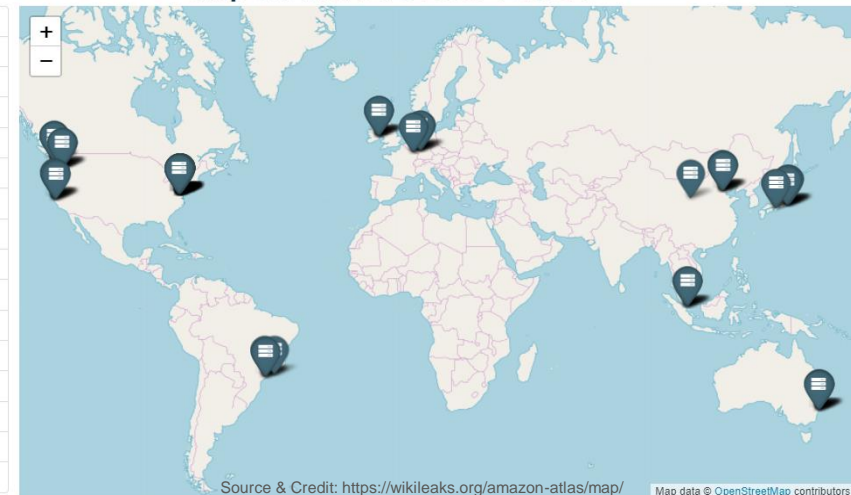 +
−
Source & Credit: https://wikileaks.org/amazon-atlas/map/
Map data © OpenStreetMap contributors